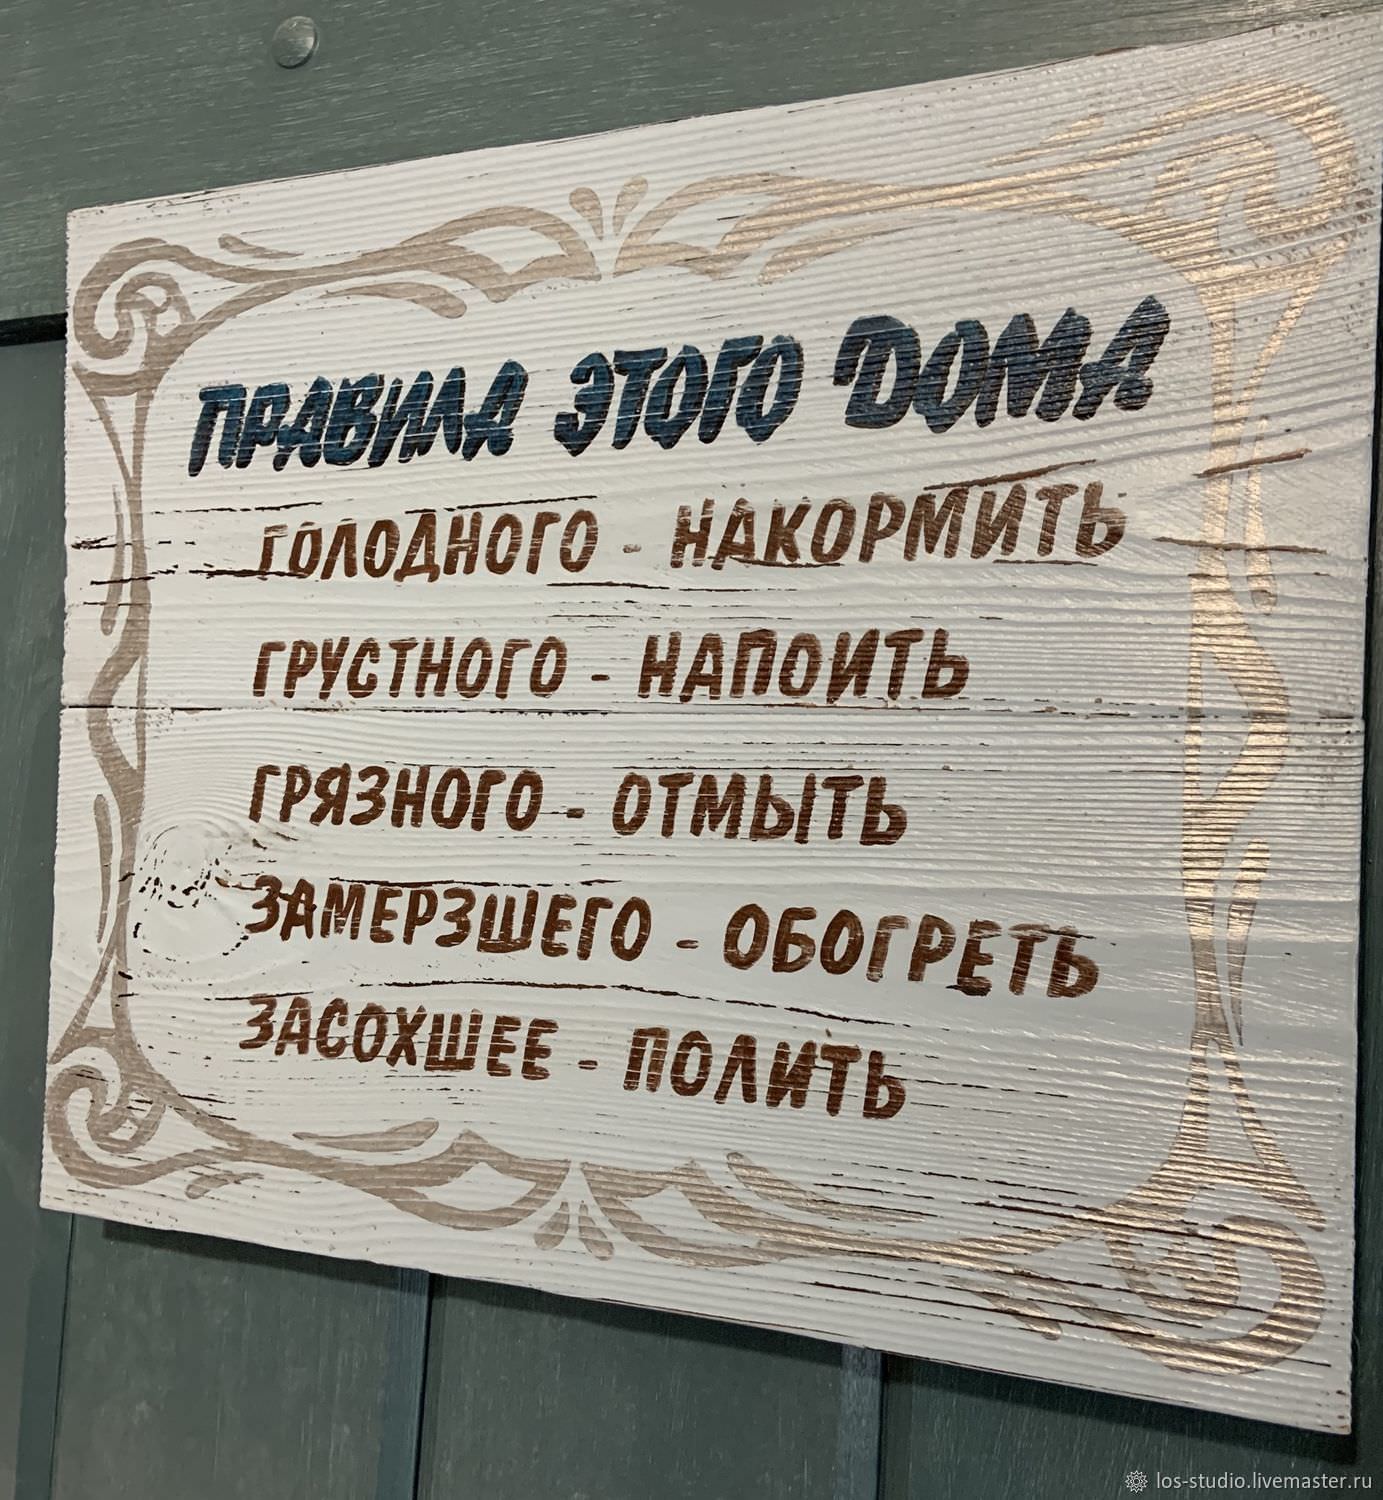 ПРАВИЛА ЭТОГО ДОМА
ГОЛОДНОГО - НАКОРМИТЬ
ГРУСТНОГО - НАПОИТЬ
ГРЯЗНОГО - ОТМЫТЬ
ЗАМЕРЗШЕГО - ОБОГРЕТЬ
ЗАСОХШЕЕ - ПОЛИТЬ
los-studio.livemaster.ru